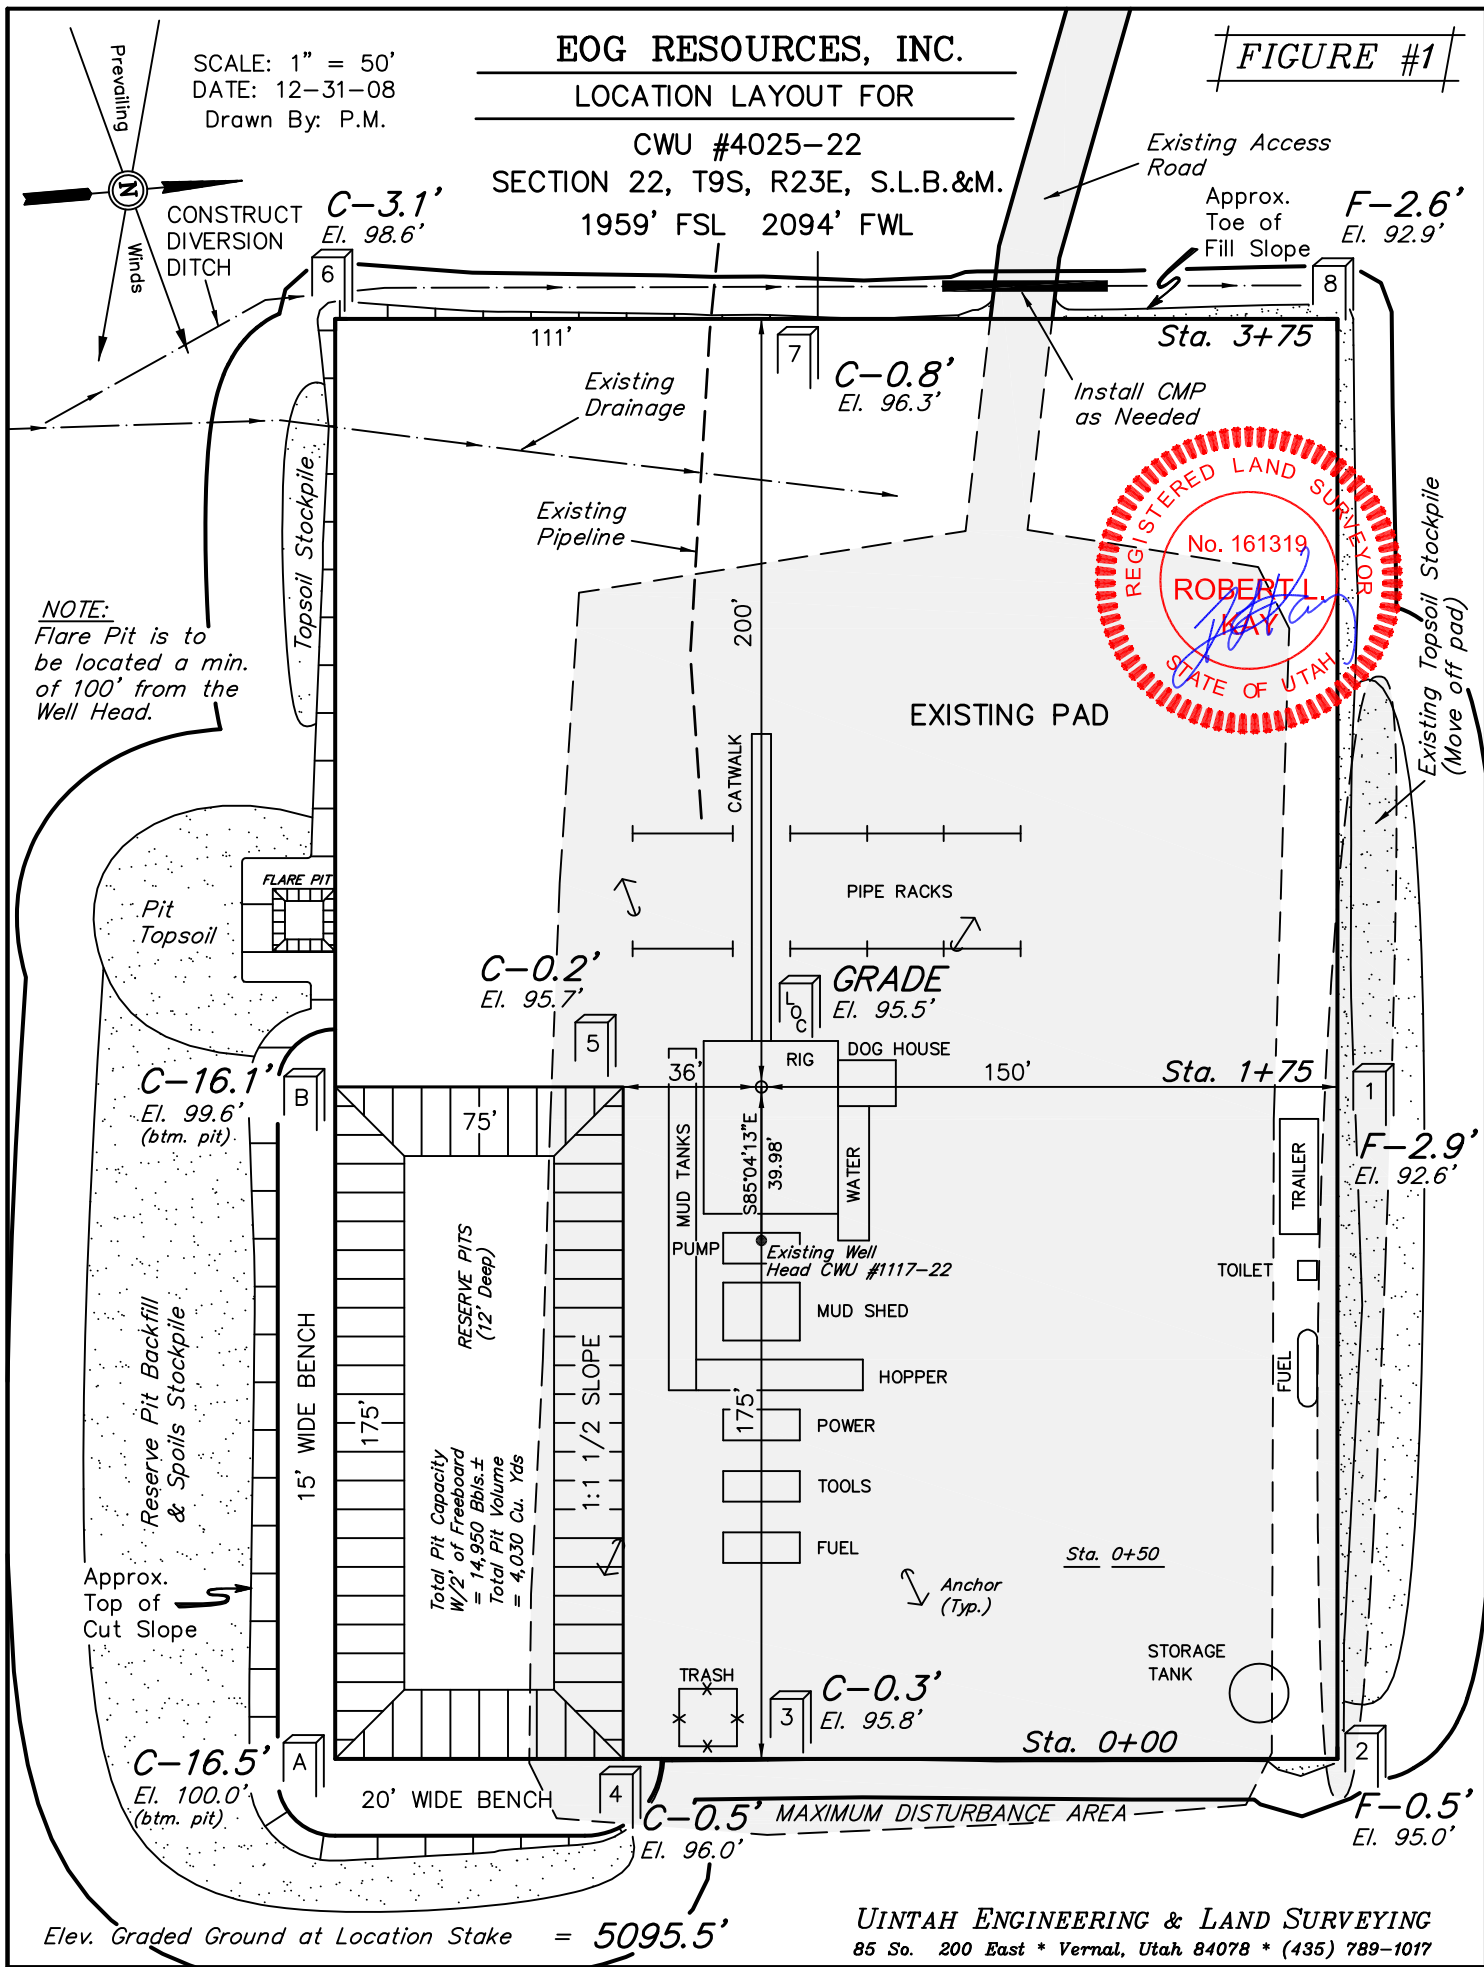 EOG RESOURCES, INC.
LOCATION LAYOUT FOR
CWU #4025-22
SECTION 22, T9S, R23E, S.L.B.&M.
1959' FSL 2094' FWL
FIGURE #1
SCALE: 1" = 50'
DATE: 12-31-08
Drawn By: P.M.
Prevailing
Winds
N
CONSTRUCT
DIVERSION
DITCH
C-3.1'
El. 98.6'
6
Existing Access
Road
Approx.
Toe of
Fill Slope
F-2.6'
El. 92.9'
8
111'
7
C-0.8'
El. 96.3'
Sta. 3+75
Existing
Drainage
Install CMP
as Needed
Existing
Pipeline
Topsoil Stockpile
REGISTERED LAND SURVEYOR
No. 161319
ROBERT L.
KAY
STATE OF UTAH
Existing Topsoil Stockpile
(Move off pad)
NOTE:
Flare Pit is to
be located a min.
of 100' from the
Well Head.
200'
EXISTING PAD
CATWALK
PIPE RACKS
FLARE PIT
Pit
Topsoil
C-0.2'
El. 95.7'
5
GRADE
El. 95.5'
LOC
RIG
DOG HOUSE
36'
150'
Sta. 1+75
C-16.1'
El. 99.6'
(btm. pit)
B
1
F-2.9'
El. 92.6'
75'
MUD TANKS
S85°04'13"E
39.98'
WATER
TRAILER
PUMP
Existing Well
Head CWU #1117-22
TOILET
RESERVE PITS
(12' Deep)
MUD SHED
HOPPER
FUEL
175'
POWER
TOOLS
FUEL
Reserve Pit Backfill
& Spoils Stockpile
15' WIDE BENCH
175'
1:1 1/2 SLOPE
Total Pit Capacity
W/2' of Freeboard
= 14,950 Bbls.±
Total Pit Volume
= 4,030 Cu. Yds
Sta. 0+50
Anchor
(Typ.)
Approx.
Top of
Cut Slope
STORAGE
TANK
TRASH
3
C-0.3'
El. 95.8'
Sta. 0+00
2
F-0.5'
El. 95.0'
A
C-16.5'
El. 100.0'
(btm. pit)
20' WIDE BENCH
4
C-0.5'
El. 96.0'
MAXIMUM DISTURBANCE AREA
Elev. Graded Ground at Location Stake = 5095.5'
UINTAH ENGINEERING & LAND SURVEYING
85 So. 200 East * Vernal, Utah 84078 * (435) 789-1017